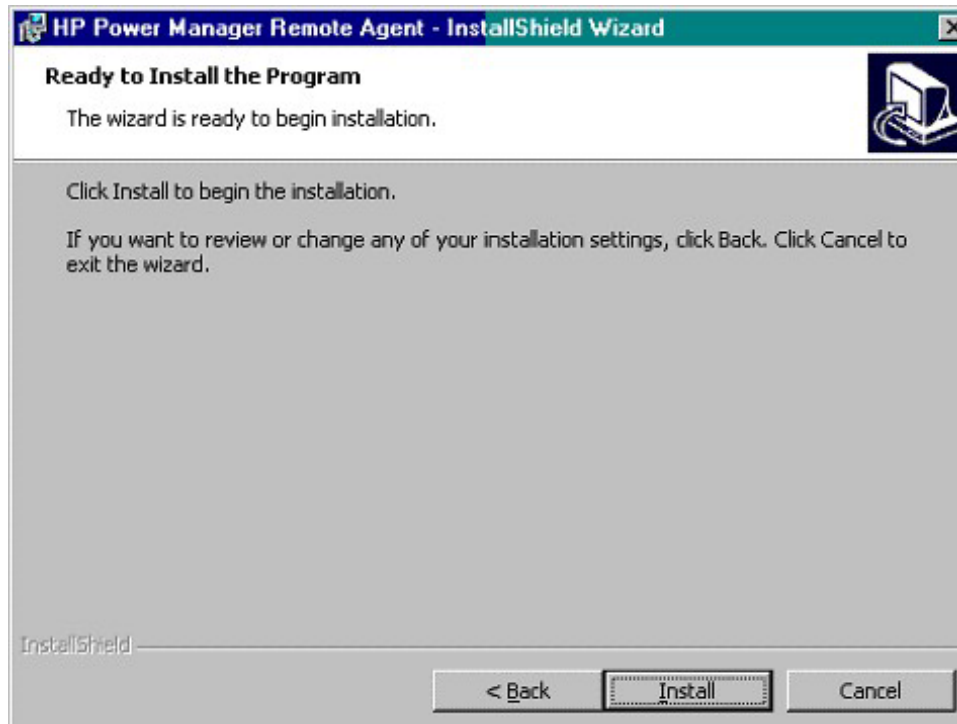 HP Power Manager Remote Agent - InstallShield Wizard
Ready to Install the Program
The wizard is ready to begin installation.
Click Install to begin the installation.
If you want to review or change any of your installation settings, click Back. Click Cancel to
exit the wizard.
InstallShield
< Back Install Cancel